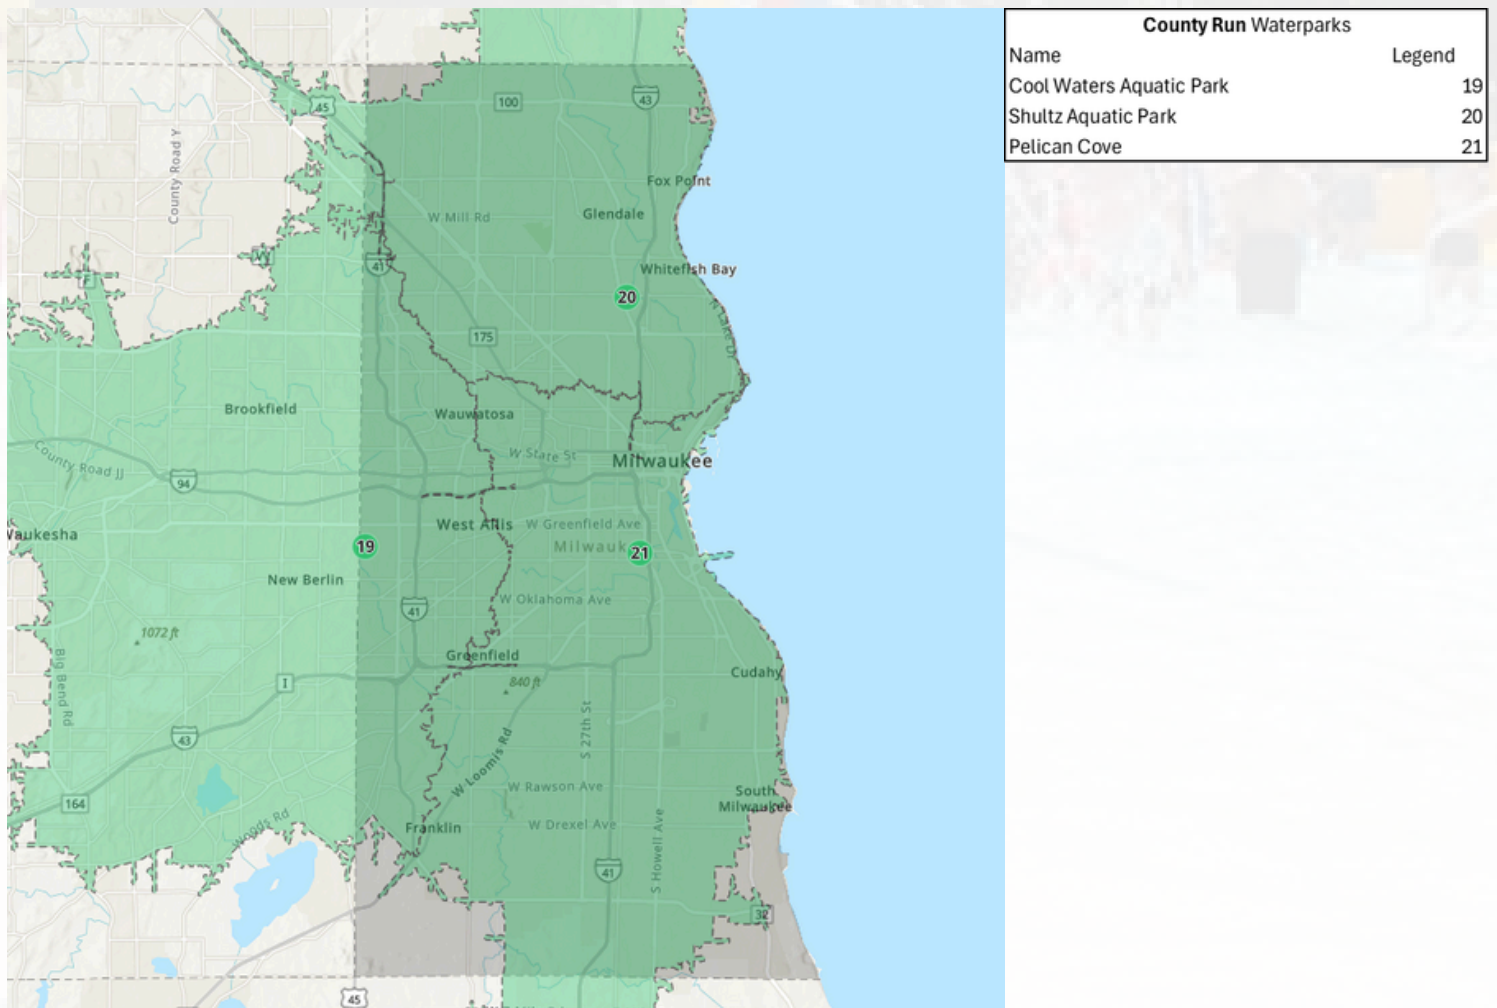 County Run Waterparks
Name Legend
Cool Waters Aquatic Park 19
Shultz Aquatic Park 20
Pelican Cove 21
45
100
43
County Road Y
Fox Point
W Mill Rd
Glendale
W
41
Whitefish Bay
F
20
N Lake Dr
175
Brookfield
Wauwatosa
County Road JJ
W State St
Milwaukee
94
West Allis
W Greenfield Ave
Waukesha
19
Milwauk
21
New Berlin
W Oklahoma Ave
41
1072 ft
Greenfield
Big Bend Rd
I
840 ft
Cudahy
43
S 27th St
W Loomis Rd
W Rawson Ave
South
Milwaukee
164
Woods Rd
Franklin
W Drexel Ave
S Howell Ave
41
32
45